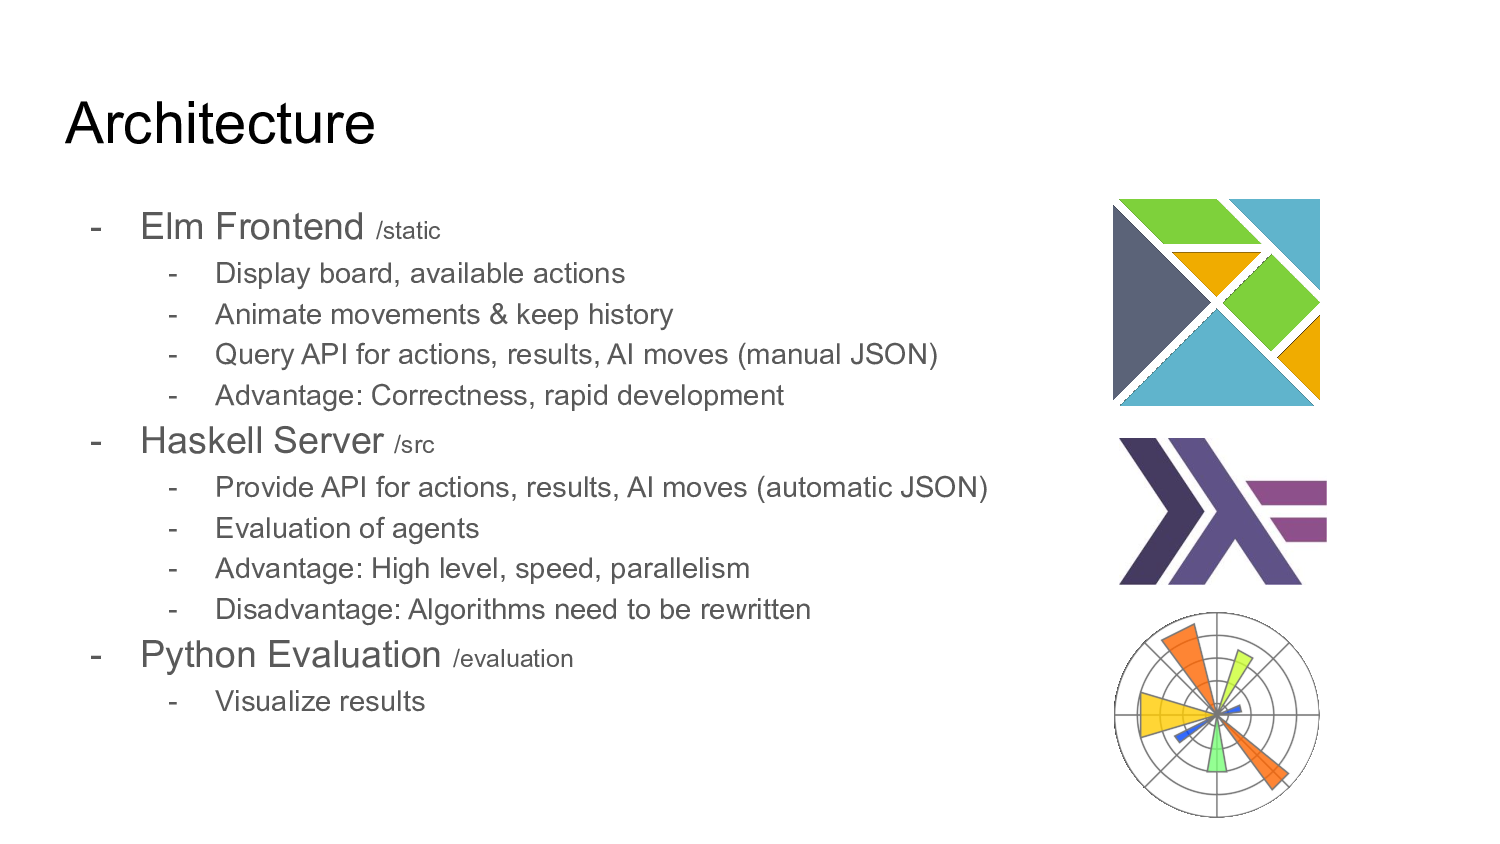 Architecture
- Elm Frontend /static
- Display board, available actions
- Animate movements & keep history
- Query API for actions, results, AI moves (manual JSON)
- Advantage: Correctness, rapid development
- Haskell Server /src
- Provide API for actions, results, AI moves (automatic JSON)
- Evaluation of agents
- Advantage: High level, speed, parallelism
- Disadvantage: Algorithms need to be rewritten
- Python Evaluation /evaluation
- Visualize results